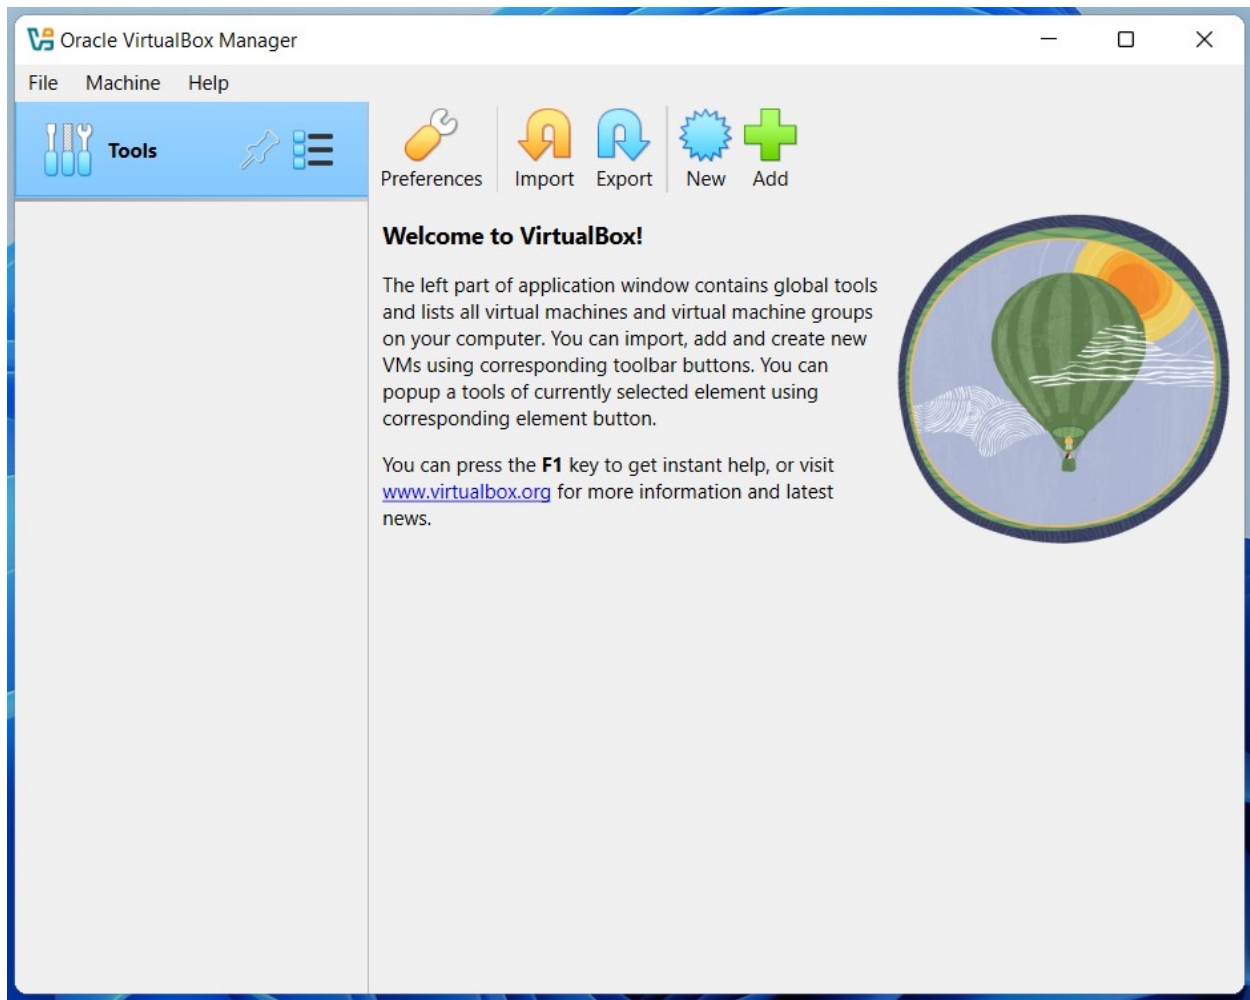 Oracle VirtualBox Manager
File Machine Help
Tools
Preferences Import Export New Add
Welcome to VirtualBox!
The left part of application window contains global tools
and lists all virtual machines and virtual machine groups
on your computer. You can import, add and create new
VMs using corresponding toolbar buttons. You can
popup a tools of currently selected element using
corresponding element button.
You can press the F1 key to get instant help, or visit
www.virtualbox.org for more information and latest
news.